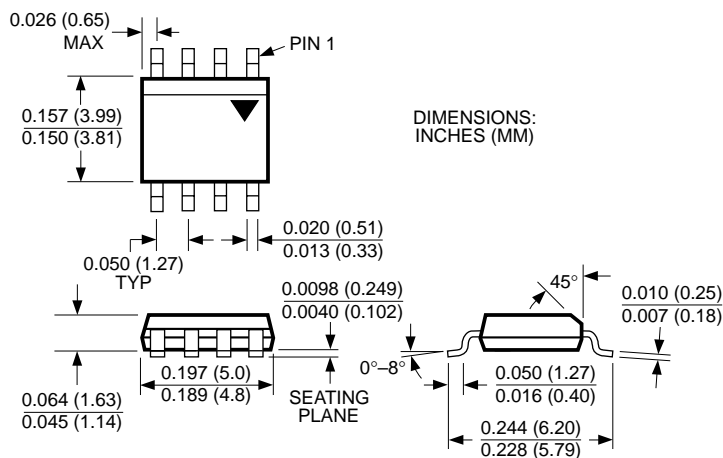 0.026 (0.65)
MAX
PIN 1
0.157 (3.99)
0.150 (3.81)
DIMENSIONS:
INCHES (MM)
0.020 (0.51)
0.013 (0.33)
0.050 (1.27)
TYP
0.0098 (0.249)
0.0040 (0.102)
45°
0.010 (0.25)
0.007 (0.18)
0°–8°
0.064 (1.63)
0.045 (1.14)
0.197 (5.0)
0.189 (4.8)
SEATING
PLANE
0.050 (1.27)
0.016 (0.40)
0.244 (6.20)
0.228 (5.79)